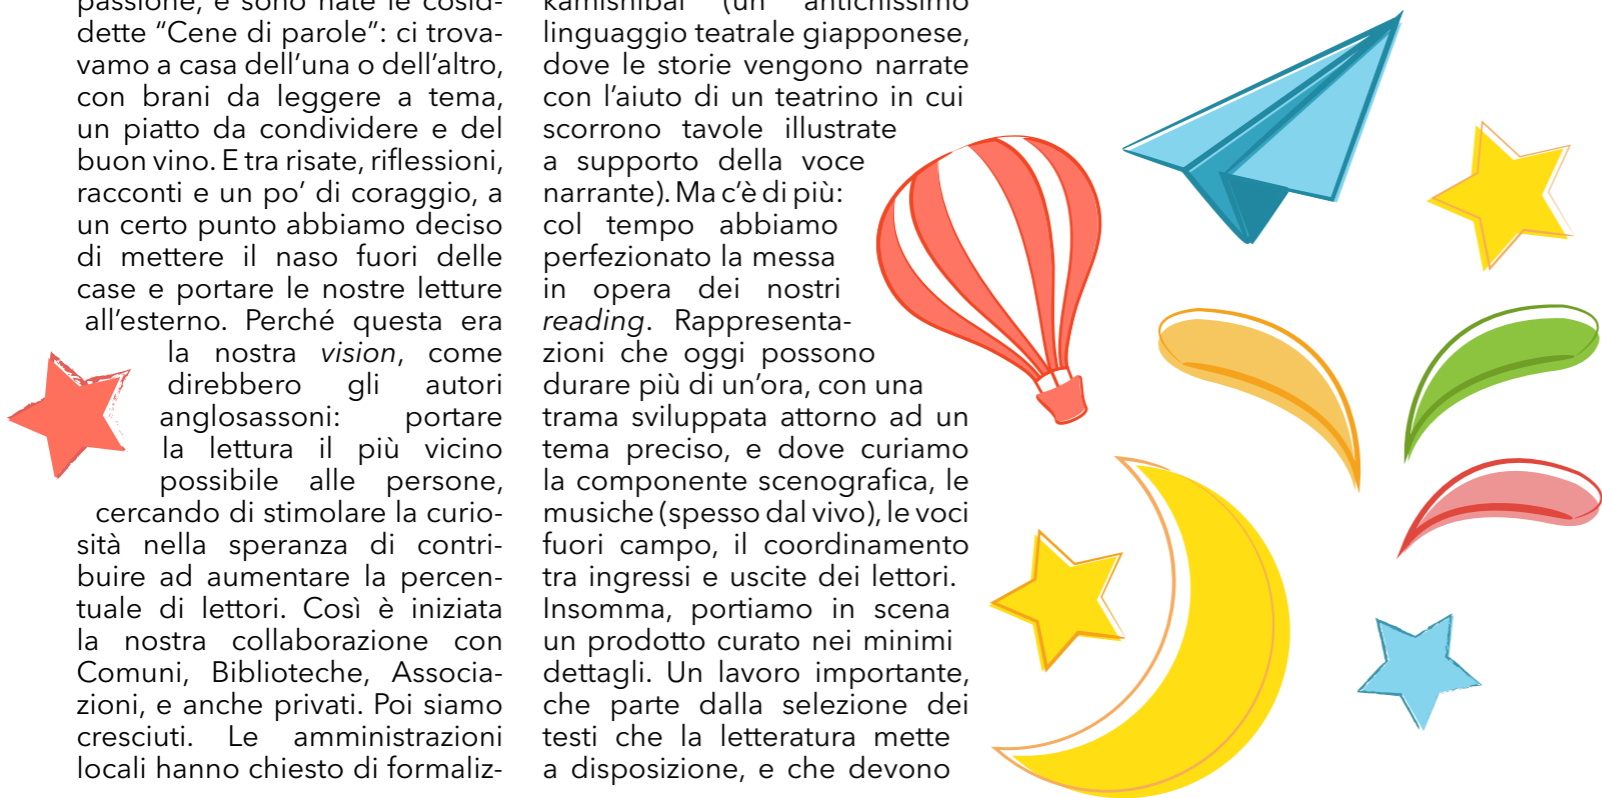 passione, e sono nate le cosid-
dette “Cene di parole”: ci trova-
vamo a casa dell’una o dell’altro,
con brani da leggere a tema,
un piatto da condividere e del
buon vino. E tra risate, riflessioni,
racconti e un po’ di coraggio, a
un certo punto abbiamo deciso
di mettere il naso fuori delle
case e portare le nostre letture
all’esterno. Perché questa era
la nostra vision, come
direbbero gli autori
anglosassoni: portare
la lettura il più vicino
possibile alle persone,
cercando di stimolare la curio-
sità nella speranza di contri-
buire ad aumentare la percen-
tuale di lettori. Così è iniziata
la nostra collaborazione con
Comuni, Biblioteche, Associa-
zioni, e anche privati. Poi siamo
cresciuti. Le amministrazioni
locali hanno chiesto di formaliz-
kamishibai (un antichissimo
linguaggio teatrale giapponese,
dove le storie vengono narrate
con l’aiuto di un teatrino in cui
scorrono tavole illustrate
a supporto della voce
narrante). Ma c’è di più:
col tempo abbiamo
perfezionato la messa
in opera dei nostri
reading. Rappresenta-
zioni che oggi possono
durare più di un’ora, con una
trama sviluppata attorno ad un
tema preciso, e dove curiamo
la componente scenografica, le
musiche (spesso dal vivo), le voci
fuori campo, il coordinamento
tra ingressi e uscite dei lettori.
Insomma, portiamo in scena
un prodotto curato nei minimi
dettagli. Un lavoro importante,
che parte dalla selezione dei
testi che la letteratura mette
a disposizione, e che devono